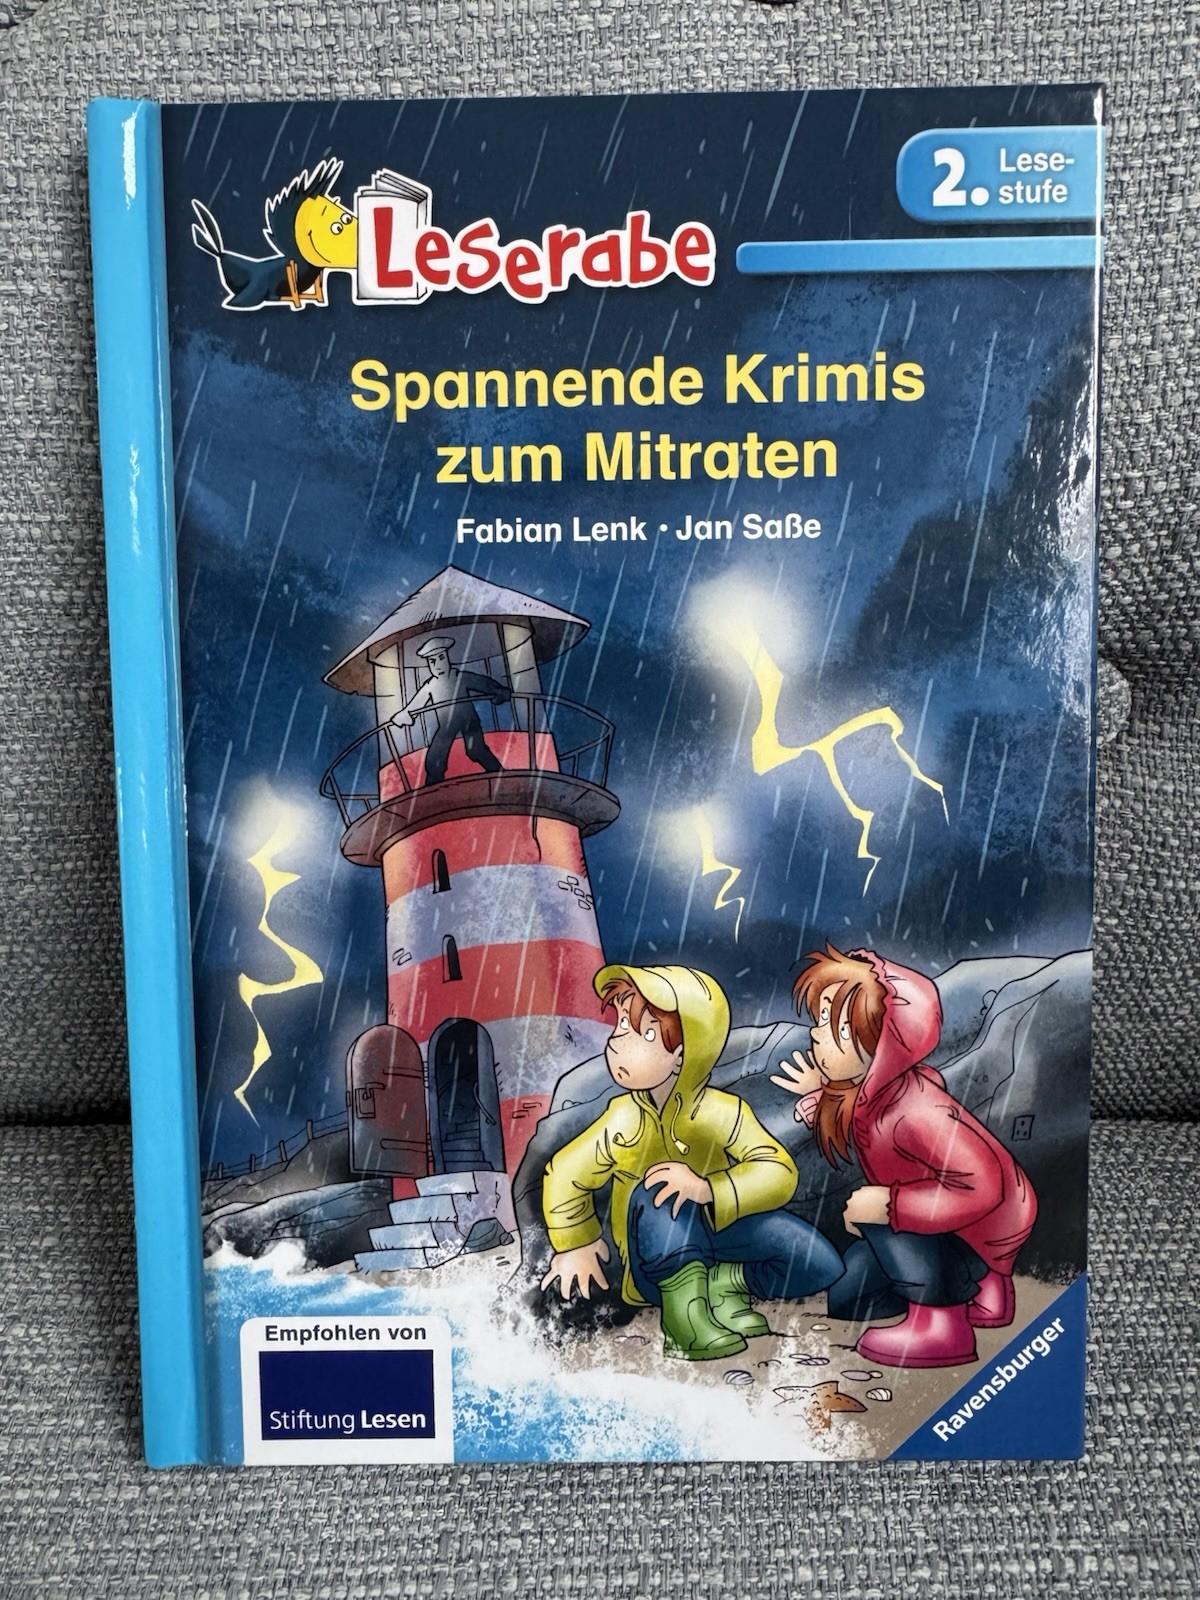 2. Lese-
stufe
Leserabe
Spannende Krimis
zum Mitraten
Fabian Lenk • Jan Saße
Empfohlen von
Stiftung Lesen
Ravensburger